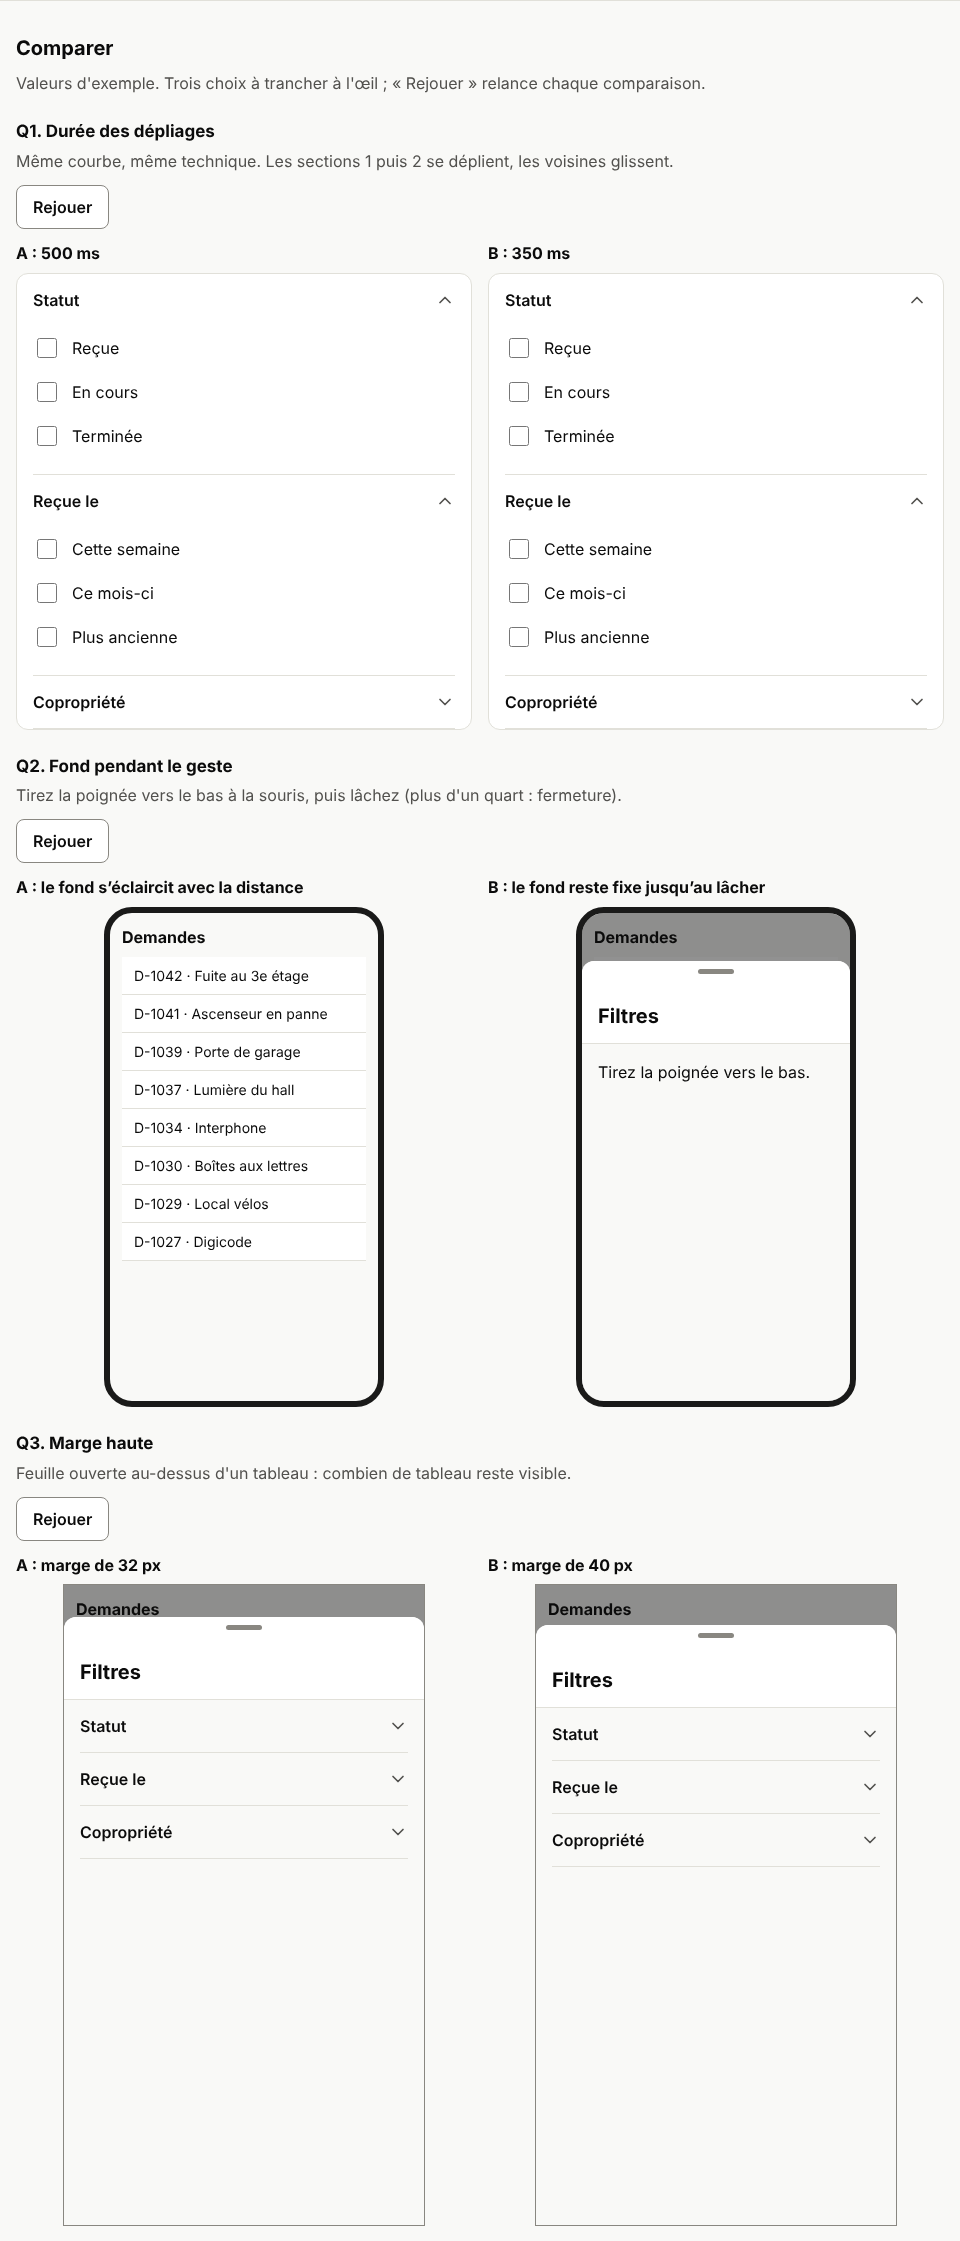 Comparer
Valeurs d'exemple. Trois choix à trancher à l'œil ; « Rejouer » relance chaque comparaison.
Q1. Durée des dépliages
Même courbe, même technique. Les sections 1 puis 2 se déplient, les voisines glissent.
Rejouer
A : 500 ms
Statut
Reçue
En cours
Terminée
Reçue le
Cette semaine
Ce mois-ci
Plus ancienne
Copropriété
B : 350 ms
Statut
Reçue
En cours
Terminée
Reçue le
Cette semaine
Ce mois-ci
Plus ancienne
Copropriété
Q2. Fond pendant le geste
Tirez la poignée vers le bas à la souris, puis lâchez (plus d'un quart : fermeture).
Rejouer
A : le fond s’éclaircit avec la distance
Demandes
D-1042 · Fuite au 3e étage
D-1041 · Ascenseur en panne
D-1039 · Porte de garage
D-1037 · Lumière du hall
D-1034 · Interphone
D-1030 · Boîtes aux lettres
D-1029 · Local vélos
D-1027 · Digicode
B : le fond reste fixe jusqu’au lâcher
Demandes
Filtres
Tirez la poignée vers le bas.
Q3. Marge haute
Feuille ouverte au-dessus d'un tableau : combien de tableau reste visible.
Rejouer
A : marge de 32 px
Demandes
Filtres
Statut
Reçue le
Copropriété
B : marge de 40 px
Demandes
Filtres
Statut
Reçue le
Copropriété